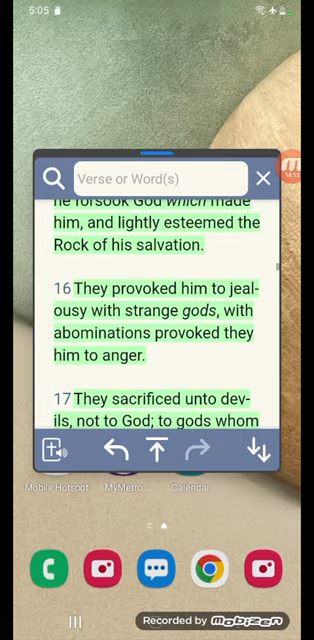 5:05
Verse or Word(s)
14:13
he forsook God which made
him, and lightly esteemed the
Rock of his salvation.
16 They provoked him to jeal-
ousy with strange gods, with
abominations provoked they
him to anger.
17 They sacrificed unto dev-
ils, not to God; to gods whom
Mobile Hotspot MyMetro Calendar
Recorded by Mobizen